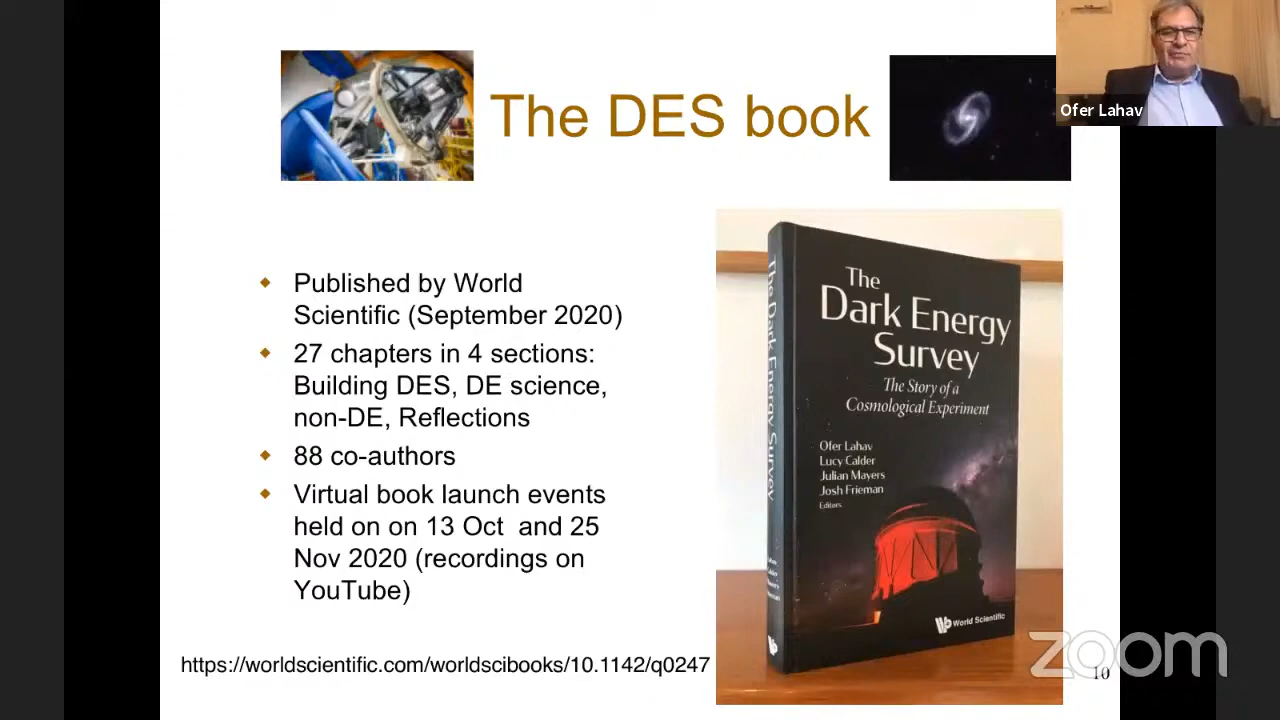 The DES book
Ofer Lahav
Published by World
Scientific (September 2020)
27 chapters in 4 sections:
Building DES, DE science,
non-DE, Reflections
88 co-authors
Virtual book launch events
held on on 13 Oct  and 25
Nov 2020 (recordings on
YouTube)
https://worldscientific.com/worldscibooks/10.1142/q0247
The Dark Energy Survey
The
Dark Energy
Survey
The Story of a
Cosmological Experiment
Ofer Lahav
Lucy Calder
Julian Mayers
Josh Frieman
Editors
World Scientific
zoom
10